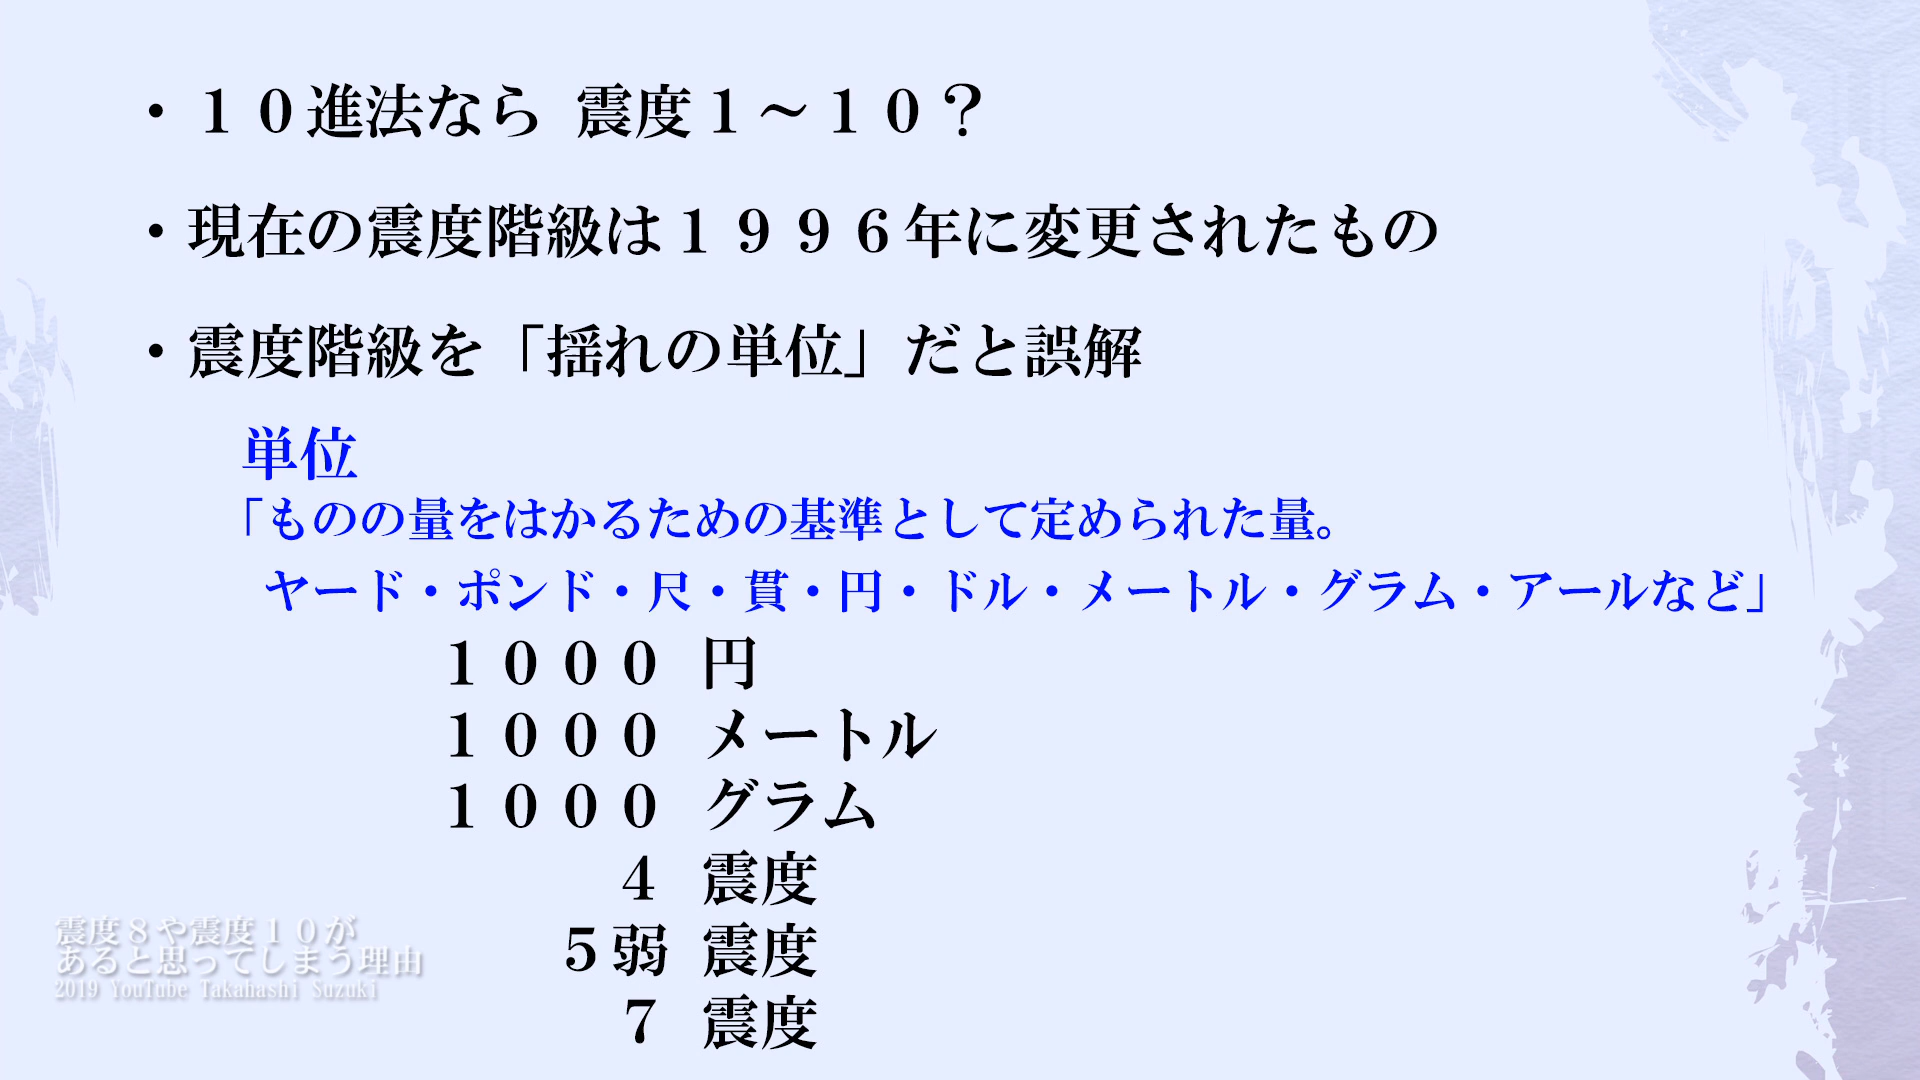 ・１０進法なら 震度１～１０？
・現在の震度階級は１９９６年に変更されたもの
・震度階級を「揺れの単位」だと誤解
単位
「ものの量をはかるための基準として定められた量。
ヤード・ポンド・尺・貫・円・ドル・メートル・グラム・アールなど」
１０００ 円
１０００ メートル
１０００ グラム
４ 震度
５弱 震度
７ 震度
震度８や震度１０が
あると思ってしまう理由
2019 YouTube Takahashi Suzuki